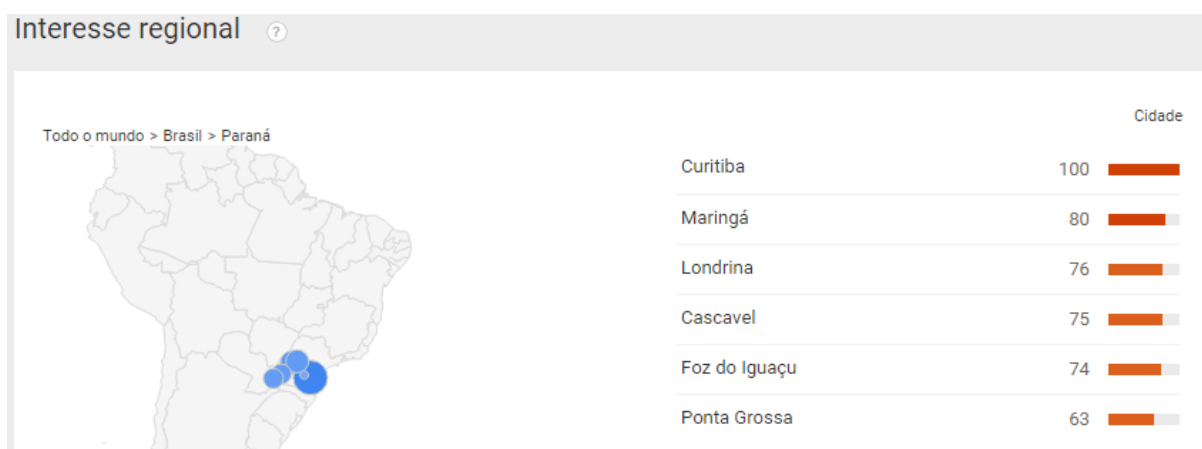 Interesse regional ?
Cidade
Todo o mundo > Brasil > Paraná
Curitiba 100
Maringá 80
Londrina 76
Cascavel 75
Foz do Iguaçu 74
Ponta Grossa 63